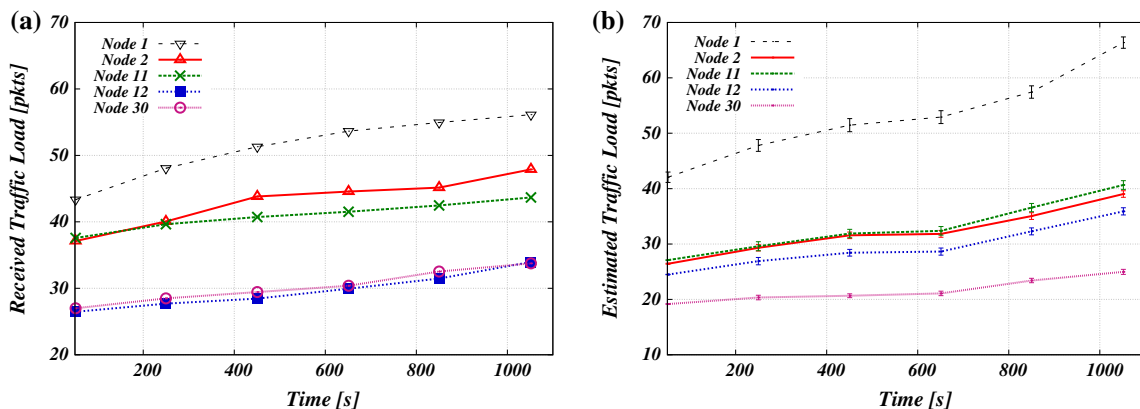 (a)
Received Traffic Load [pkts]
70
60
50
40
30
20
Node 1
Node 2
Node 11
Node 12
Node 30
200
400
600
800
1000
Time [s]
(b)
Estimated Traffic Load [pkts]
70
60
50
40
30
20
10
Node 1
Node 2
Node 11
Node 12
Node 30
200
400
600
800
1000
Time [s]